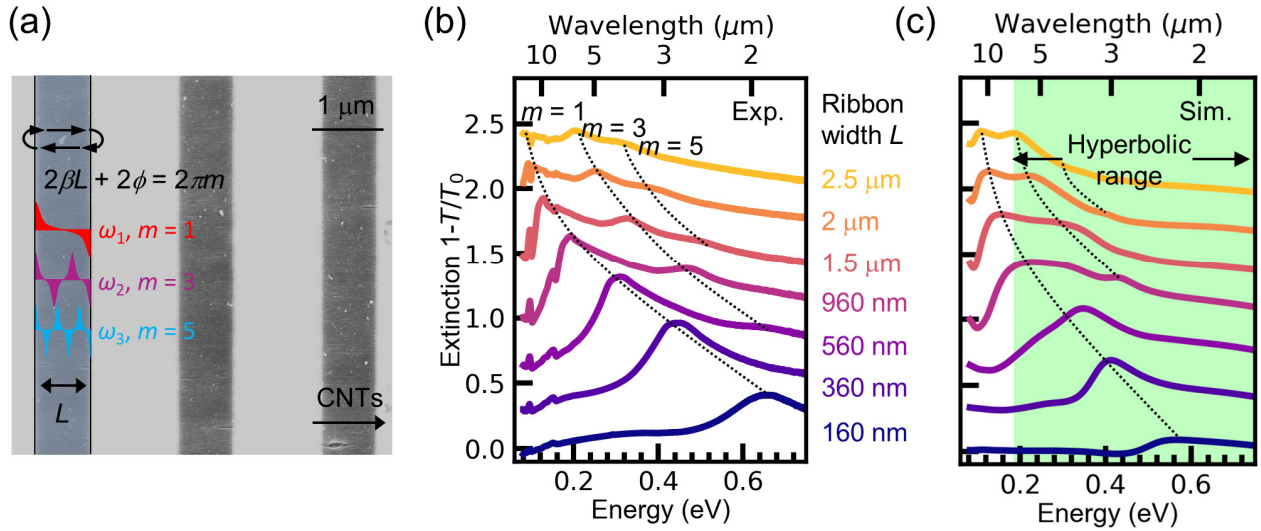 (a)
1 μm
2βL + 2ϕ = 2πm
ω₁, m = 1
ω₂, m = 3
ω₃, m = 5
L
CNTs
(b)
Wavelength (μm)
10 5 3 2
m = 1
m = 3
m = 5
Exp.
Extinction 1-T/T₀
2.5
2.0
1.5
1.0
0.5
0.0
0.2 0.4 0.6
Energy (eV)
Ribbon
width L
2.5 μm
2 μm
1.5 μm
960 nm
560 nm
360 nm
160 nm
(c)
Wavelength (μm)
10 5 3 2
Sim.
Hyperbolic
range
0.2 0.4 0.6
Energy (eV)